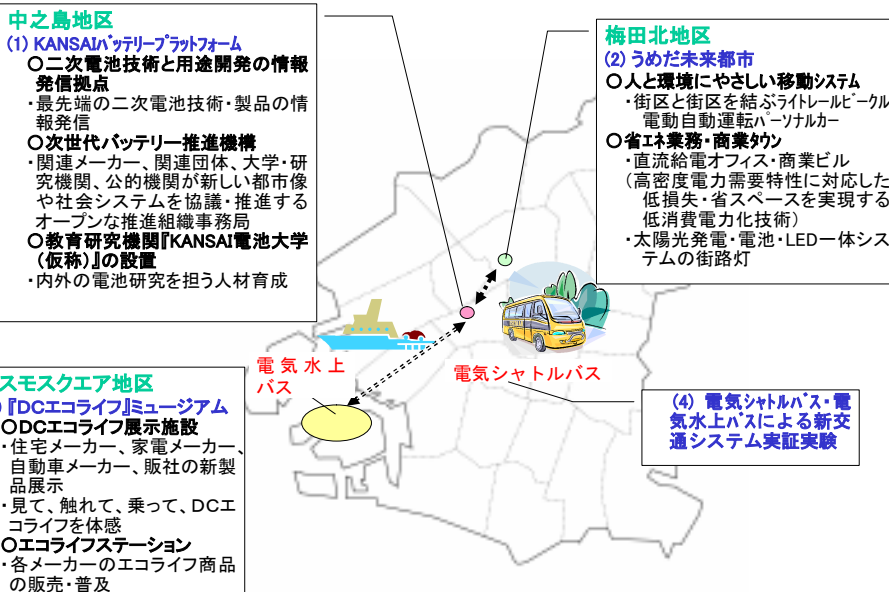 中之島地区
(1) KANSAIバッテリープラットフォーム
〇二次電池技術と用途開発の情報
発信拠点
・最先端の二次電池技術・製品の情
報発信
〇次世代バッテリー推進機構
・関連メーカー、関連団体、大学・研
究機関、公的機関が新しい都市像
や社会システムを協議・推進する
オープンな推進組織事務局
〇教育研究機関『KANSAI電池大学
(仮称)』の設置
・内外の電池研究を担う人材育成
梅田北地区
(2) うめだ未来都市
〇人と環境にやさしい移動システム
・街区と街区を結ぶライトレールビークル
電動自動運転パーソナルカー
〇省エネ業務・商業タウン
・直流給電オフィス・商業ビル
(高密度電力需要特性に対応した
低損失・省スペースを実現する
低消費電力化技術)
・太陽光発電・電池・LED一体シス
テムの街路灯
電気水上
バス
電気シャトルバス
スモスクエア地区
『DCエコライフ』ミュージアム
〇DCエコライフ展示施設
・住宅メーカー、家電メーカー、
自動車メーカー、販社の新製
品展示
・見て、触れて、乗って、DCエ
コライフを体感
〇エコライフステーション
・各メーカーのエコライフ商品
の販売・普及
(4) 電気シャトルバス・電
気水上バスによる新交
通システム実証実験